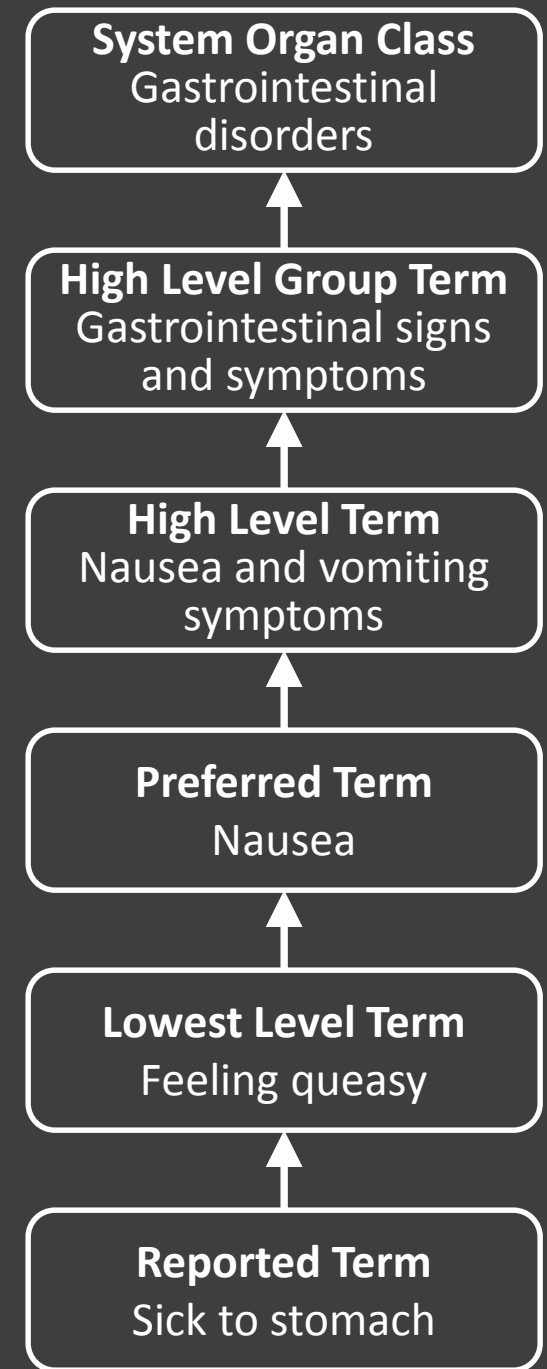 System Organ Class
Gastrointestinal
disorders
High Level Group Term
Gastrointestinal signs
and symptoms
High Level Term
Nausea and vomiting
symptoms
Preferred Term
Nausea
Lowest Level Term
Feeling queasy
Reported Term
Sick to stomach